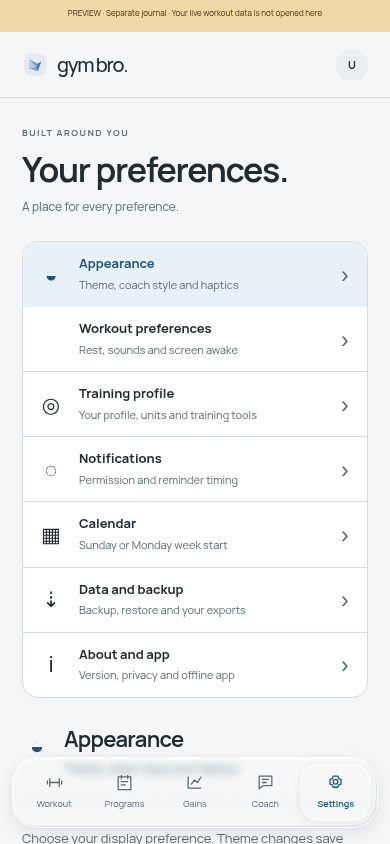 PREVIEW · Separate journal · Your live workout data is not opened here
gym bro.
U
BUILT AROUND YOU
Your preferences.
A place for every preference.
Appearance
Theme, coach style and haptics
Workout preferences
Rest, sounds and screen awake
Training profile
Your profile, units and training tools
Notifications
Permission and reminder timing
Calendar
Sunday or Monday week start
Data and backup
Backup, restore and your exports
About and app
Version, privacy and offline app
Appearance
Workout
Programs
Gains
Coach
Settings
Choose your display preference. Theme changes save